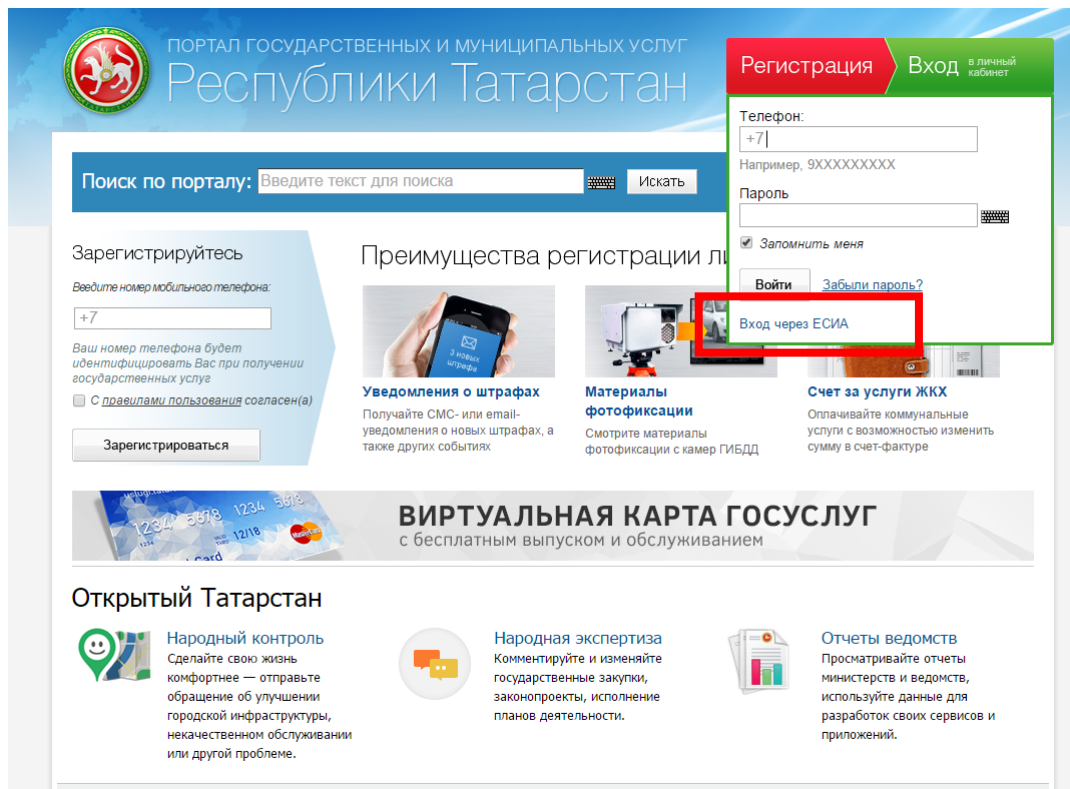 ПОРТАЛ ГОСУДАРСТВЕННЫХ И МУНИЦИПАЛЬНЫХ УСЛУГ
Республики Татарстан
Регистрация
Вход в личный кабинет
Телефон:
+7
Например, 9XXXXXXXXX
Пароль
Запомнить меня
Войти Забыли пароль?
Вход через ЕСИА
Поиск по порталу: Введите текст для поиска Искать
Зарегистрируйтесь
Введите номер мобильного телефона:
+7
Ваш номер телефона будет
идентифицировать Вас при получении
государственных услуг
С правилами пользования согласен(а)
Зарегистрироваться
Преимущества регистрации
3 новых
штрафа
Уведомления о штрафах
Получайте СМС- или email-
уведомления о новых штрафах, а
также других событиях
Материалы
фотофиксации
Смотрите материалы
фотофиксации с камер ГИБДД
Счет за услуги ЖКХ
Оплачивайте коммунальные
услуги с возможностью изменить
сумму в счет-фактуре
1234 5678 1234 5678
12/18
MasterCard
Card
ВИРТУАЛЬНАЯ КАРТА ГОСУСЛУГ
с бесплатным выпуском и обслуживанием
Открытый Татарстан
Народный контроль
Сделайте свою жизнь
комфортнее — отправьте
обращение об улучшении
городской инфраструктуры,
некачественном обслуживании
или другой проблеме.
Народная экспертиза
Комментируйте и изменяйте
государственные закупки,
законопроекты, исполнение
планов деятельности.
Отчеты ведомств
Просматривайте отчеты
министерств и ведомств,
используйте данные для
разработок своих сервисов и
приложений.